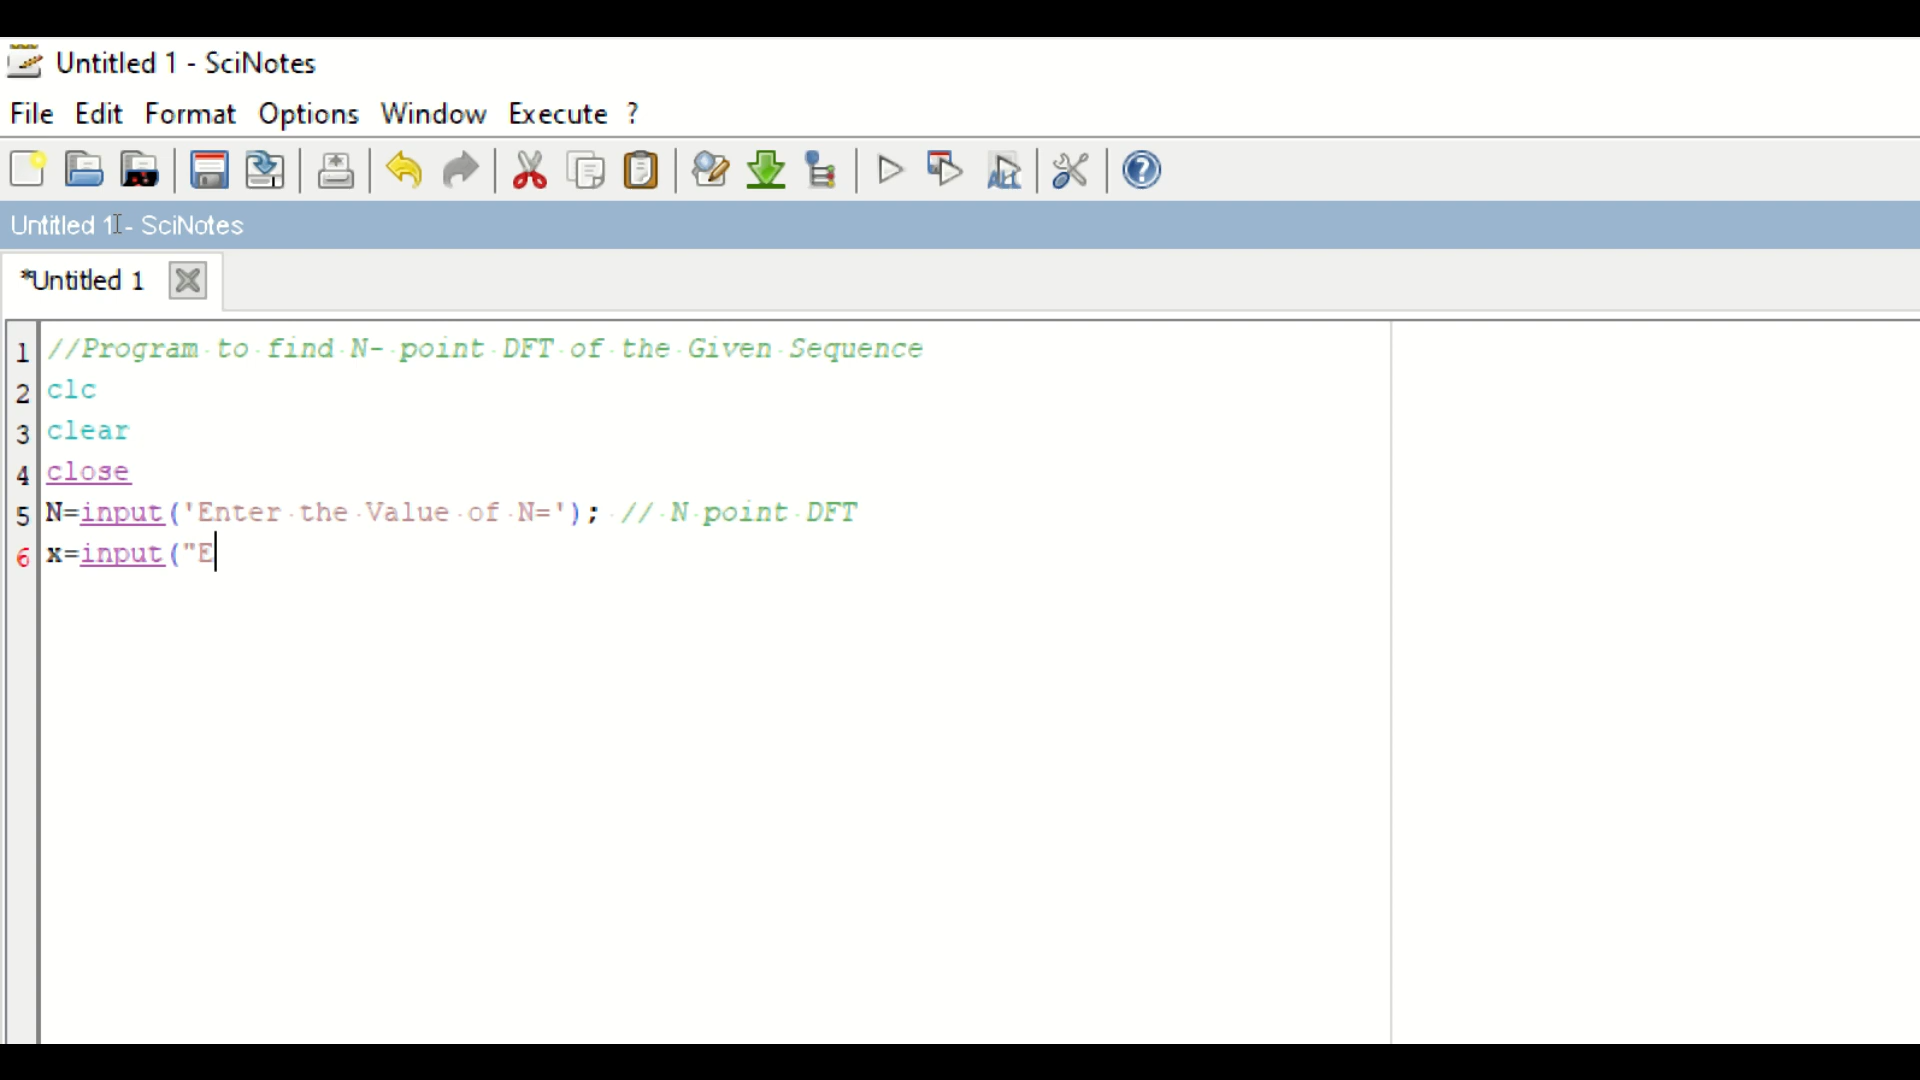 Untitled 1 - SciNotes
File Edit Format Options Window Execute ?
Untitled 1 - SciNotes
*Untitled 1
1 //Program to find N- point DFT of the Given Sequence
2 clc
3 clear
4 close
5 N=input('Enter the Value of N='); // N point DFT
6 x=input("E